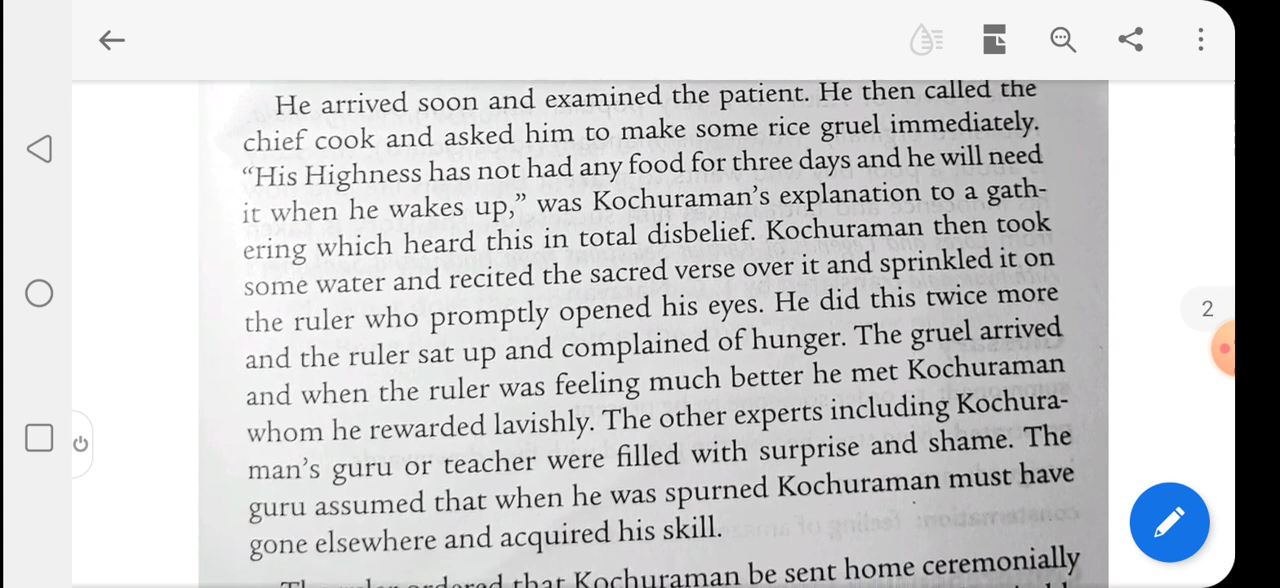 He arrived soon and examined the patient. He then called the
chief cook and asked him to make some rice gruel immediately.
“His Highness has not had any food for three days and he will need
it when he wakes up,” was Kochuraman’s explanation to a gath-
ering which heard this in total disbelief. Kochuraman then took
some water and recited the sacred verse over it and sprinkled it on
the ruler who promptly opened his eyes. He did this twice more
and the ruler sat up and complained of hunger. The gruel arrived
and when the ruler was feeling much better he met Kochuraman
whom he rewarded lavishly. The other experts including Kochura-
man’s guru or teacher were filled with surprise and shame. The
guru assumed that when he was spurned Kochuraman must have
gone elsewhere and acquired his skill.
ordered that Kochuraman be sent home ceremonially
2